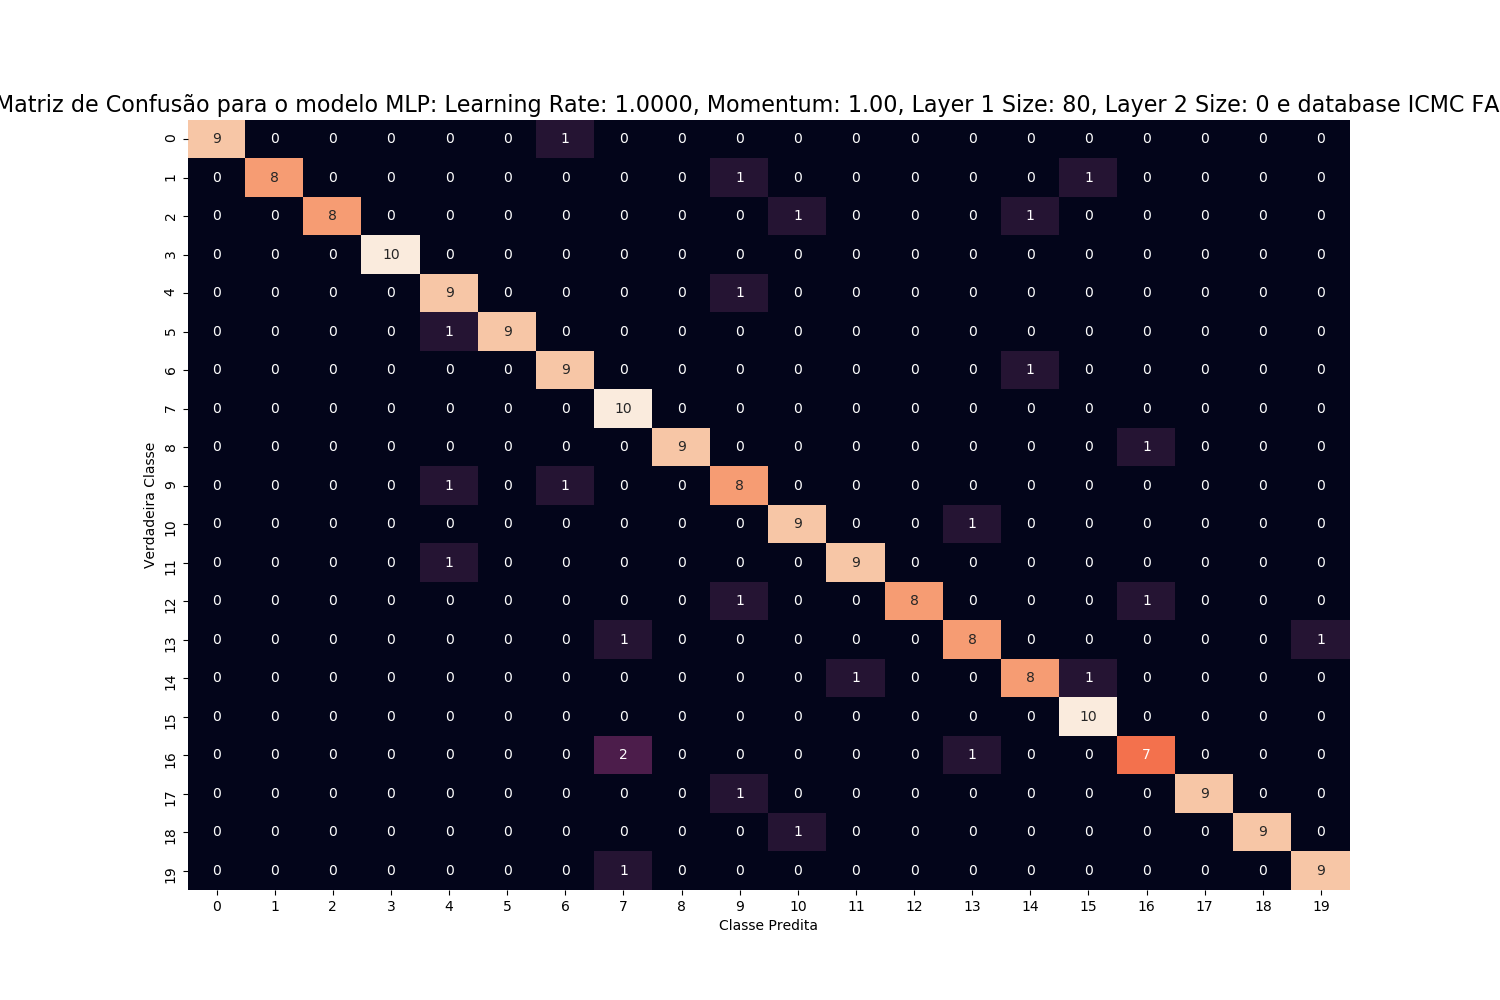 Matriz de Confusão para o modelo MLP: Learning Rate: 1.0000, Momentum: 1.00, Layer 1 Size: 80, Layer 2 Size: 0 e database ICMC FA
0 9 0 0 0 0 0 1 0 0 0 0 0 0 0 0 0 0 0 0 0
1 0 8 0 0 0 0 0 0 0 1 0 0 0 0 0 1 0 0 0 0
2 0 0 8 0 0 0 0 0 0 0 1 0 0 0 1 0 0 0 0 0
3 0 0 0 10 0 0 0 0 0 0 0 0 0 0 0 0 0 0 0 0
4 0 0 0 0 9 0 0 0 0 1 0 0 0 0 0 0 0 0 0 0
5 0 0 0 0 1 9 0 0 0 0 0 0 0 0 0 0 0 0 0 0
6 0 0 0 0 0 0 9 0 0 0 0 0 0 0 1 0 0 0 0 0
7 0 0 0 0 0 0 0 10 0 0 0 0 0 0 0 0 0 0 0 0
8 0 0 0 0 0 0 0 0 9 0 0 0 0 0 0 0 1 0 0 0
Verdadeira Classe
9 0 0 0 0 1 0 1 0 0 8 0 0 0 0 0 0 0 0 0 0
10 0 0 0 0 0 0 0 0 0 0 9 0 0 1 0 0 0 0 0 0
11 0 0 0 0 1 0 0 0 0 0 0 9 0 0 0 0 0 0 0 0
12 0 0 0 0 0 0 0 0 0 1 0 0 8 0 0 0 1 0 0 0
13 0 0 0 0 0 0 0 1 0 0 0 0 0 8 0 0 0 0 0 1
14 0 0 0 0 0 0 0 0 0 0 0 1 0 0 8 1 0 0 0 0
15 0 0 0 0 0 0 0 0 0 0 0 0 0 0 0 10 0 0 0 0
16 0 0 0 0 0 0 0 2 0 0 0 0 0 1 0 0 7 0 0 0
17 0 0 0 0 0 0 0 0 0 1 0 0 0 0 0 0 0 9 0 0
18 0 0 0 0 0 0 0 0 0 0 1 0 0 0 0 0 0 0 9 0
19 0 0 0 0 0 0 0 1 0 0 0 0 0 0 0 0 0 0 0 9
0 1 2 3 4 5 6 7 8 9 10 11 12 13 14 15 16 17 18 19
Classe Predita